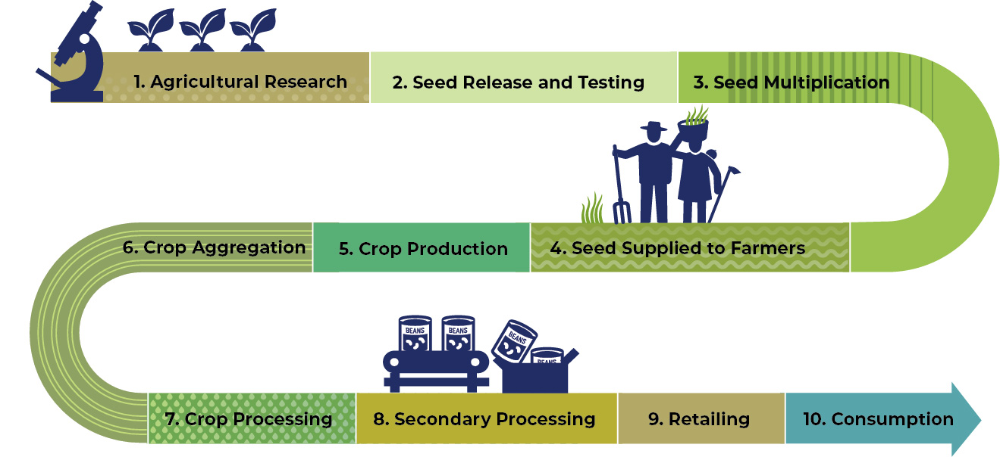 1. Agricultural Research
2. Seed Release and Testing
3. Seed Multiplication
4. Seed Supplied to Farmers
5. Crop Production
6. Crop Aggregation
BEANS
BEANS
BEANS
BEANS
7. Crop Processing
8. Secondary Processing
9. Retailing
10. Consumption